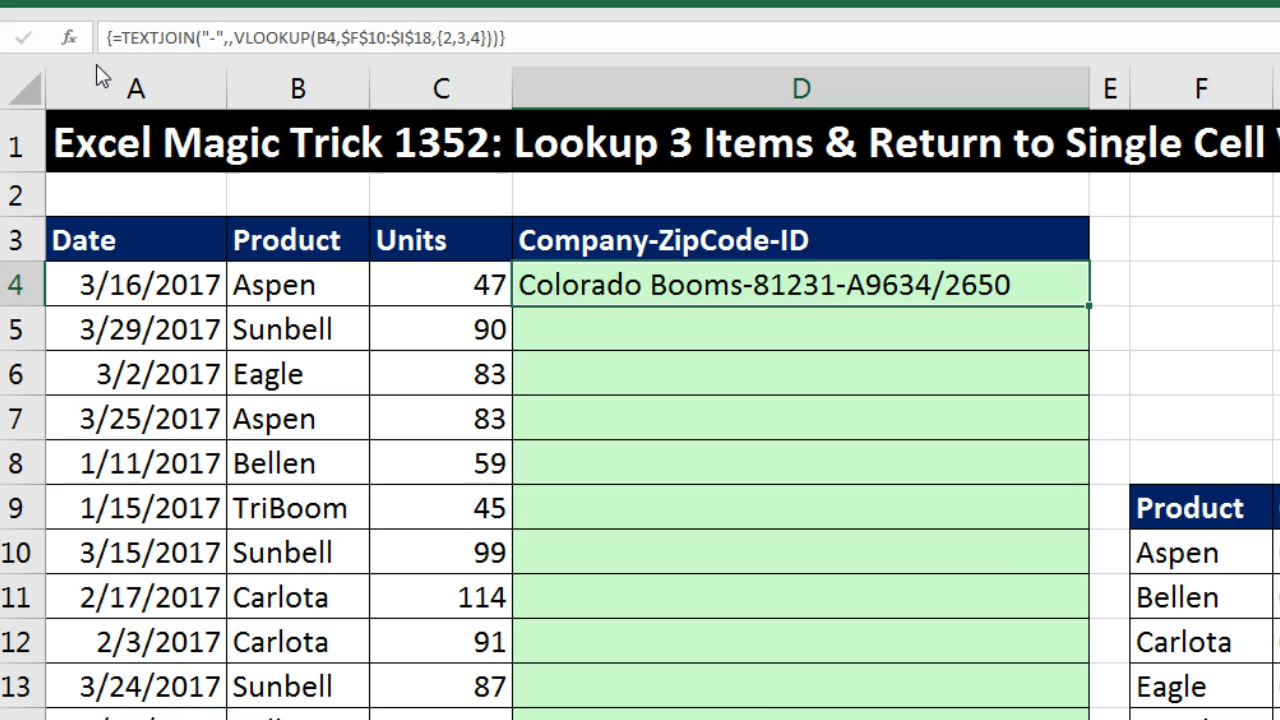 fx {=TEXTJOIN("-",,VLOOKUP(B4,$F$10:$I$18,{2,3,4}))}
A B C D E F
1 Excel Magic Trick 1352: Lookup 3 Items & Return to Single Cell
2
3 Date Product Units Company-ZipCode-ID
4 3/16/2017 Aspen 47 Colorado Booms-81231-A9634/2650
5 3/29/2017 Sunbell 90
6 3/2/2017 Eagle 83
7 3/25/2017 Aspen 83
8 1/11/2017 Bellen 59
9 1/15/2017 TriBoom 45 Product
10 3/15/2017 Sunbell 99 Aspen
11 2/17/2017 Carlota 114 Bellen
12 2/3/2017 Carlota 91 Carlota
13 3/24/2017 Sunbell 87 Eagle